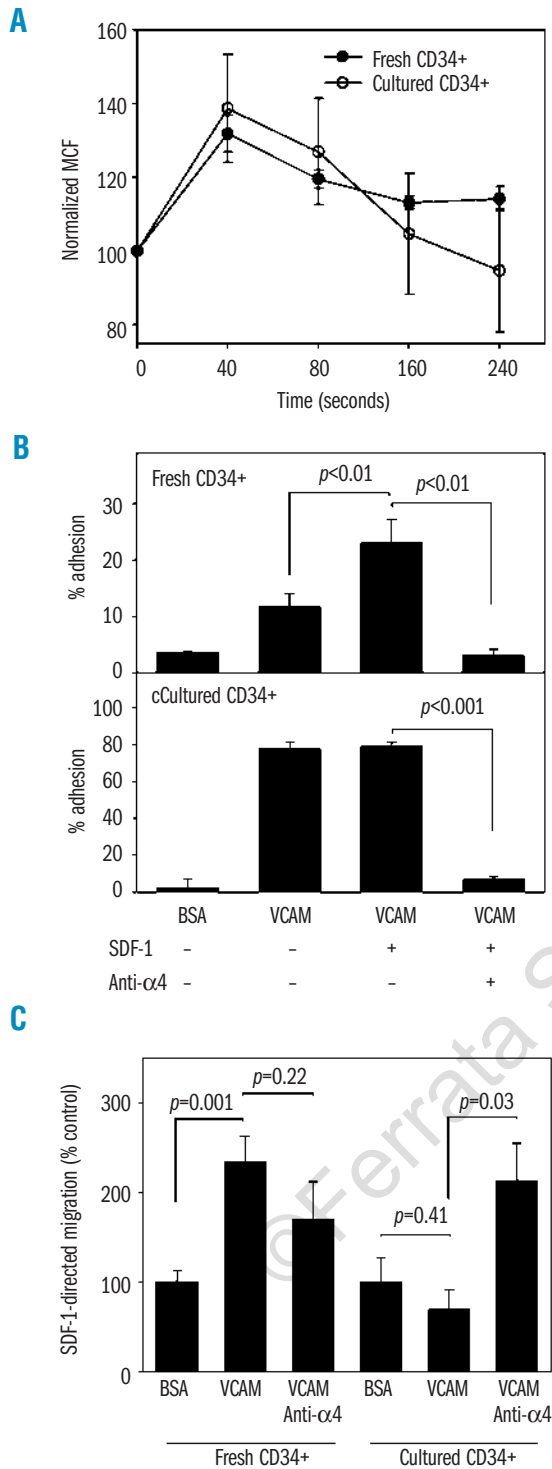 A
160
140
120
100
80
Normalized MCF
Fresh CD34+
Cultured CD34+
0 40 80 160 240
Time (seconds)
B
Fresh CD34+
p<0.01 p<0.01
30
20
10
0
% adhesion
cCultured CD34+
p<0.001
100
80
60
40
20
0
% adhesion
BSA VCAM VCAM VCAM
SDF-1 – – + +
Anti-α4 – – – +
C
SDF-1-directed migration (% control)
300
200
100
0
p=0.001 p=0.22 p=0.41 p=0.03
BSA VCAM VCAM BSA VCAM VCAM
Anti-α4 Anti-α4
Fresh CD34+ Cultured CD34+
©Ferrata S